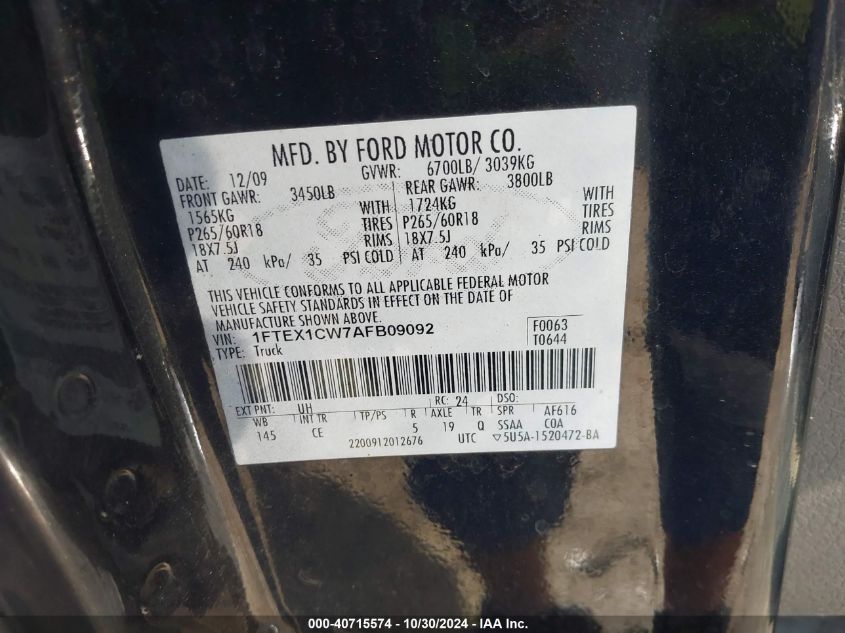 MFD. BY FORD MOTOR CO.
DATE: 12/09 GVWR: 6700LB/ 3039KG
FRONT GAWR: 3450LB REAR GAWR: 3800LB
1565KG WITH 1724KG WITH
P265/60R18 TIRES P265/60R18 TIRES
18X7.5J RIMS 18X7.5J RIMS
AT 240 kPa/ 35 PSI COLD AT 240 kPa/ 35 PSI COLD
THIS VEHICLE CONFORMS TO ALL APPLICABLE FEDERAL MOTOR
VEHICLE SAFETY STANDARDS IN EFFECT ON THE DATE OF
MANUFACTURE SHOWN ABOVE.
VIN: 1FTEX1CW7AFB09092 F0063
TYPE: Truck T0644
EXT PNT: UH RC: 24 DSO:
WB INT TR TP/PS R AXLE TR SPR AF616
145 CE 5 19 Q SSAA COA
2200912012676 UTC ▽5U5A-1520472-BA
000-40715574 - 10/30/2024 - IAA Inc.